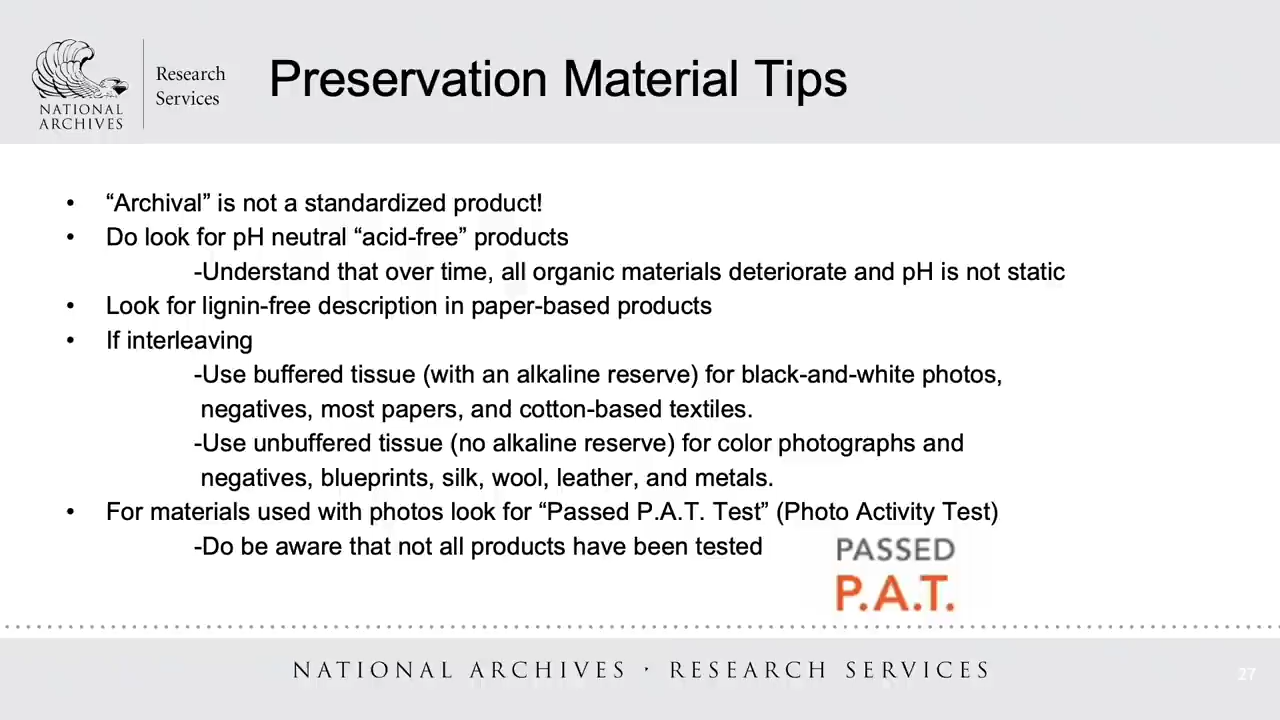 NATIONAL
ARCHIVES
Research
Services
Preservation Material Tips
• “Archival” is not a standardized product!
• Do look for pH neutral “acid-free” products
-Understand that over time, all organic materials deteriorate and pH is not static
• Look for lignin-free description in paper-based products
• If interleaving
-Use buffered tissue (with an alkaline reserve) for black-and-white photos,
negatives, most papers, and cotton-based textiles.
-Use unbuffered tissue (no alkaline reserve) for color photographs and
negatives, blueprints, silk, wool, leather, and metals.
• For materials used with photos look for “Passed P.A.T. Test” (Photo Activity Test)
-Do be aware that not all products have been tested
PASSED
P.A.T.
NATIONAL ARCHIVES · RESEARCH SERVICES
27